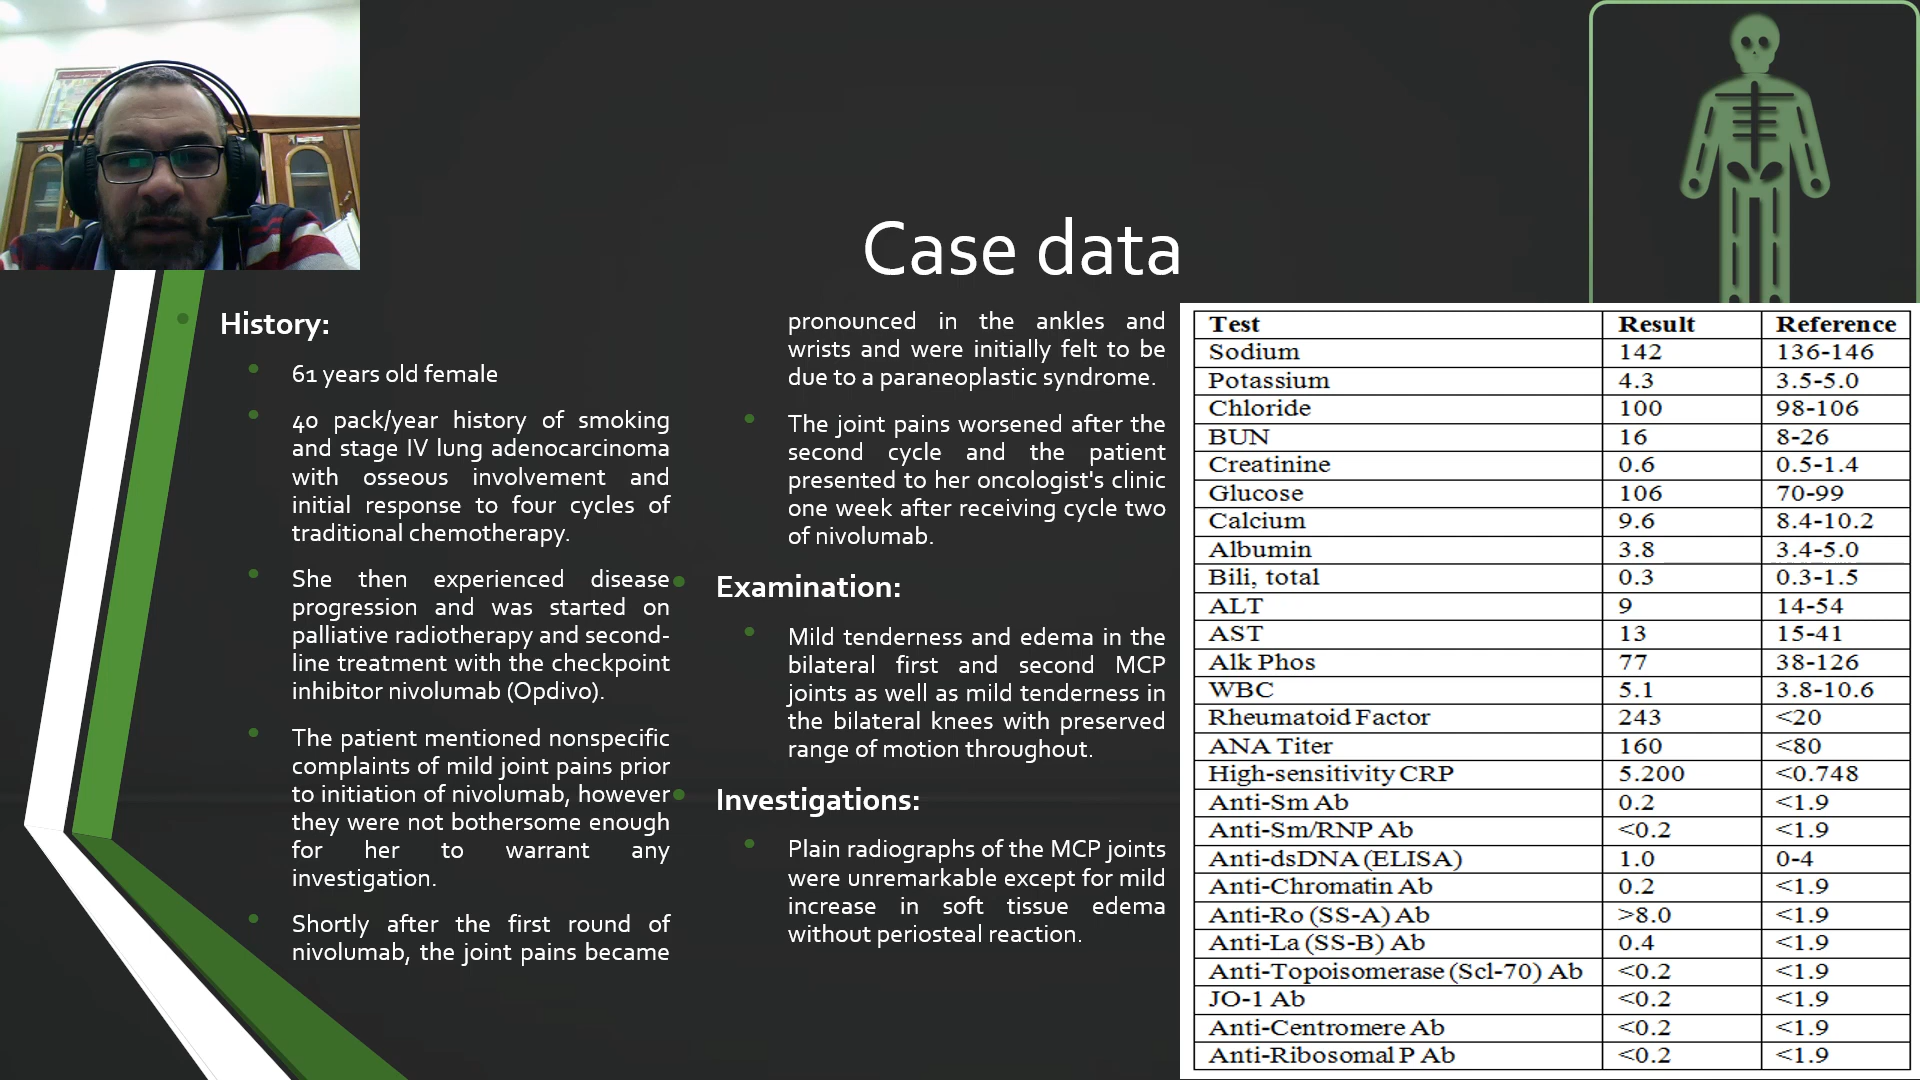 Case data
History:
61 years old female
40 pack/year history of smoking
and stage IV lung adenocarcinoma
with osseous involvement and
initial response to four cycles of
traditional chemotherapy.
She then experienced disease
progression and was started on
palliative radiotherapy and second-
line treatment with the checkpoint
inhibitor nivolumab (Opdivo).
The patient mentioned nonspecific
complaints of mild joint pains prior
to initiation of nivolumab, however
they were not bothersome enough
for her to warrant any
investigation.
Shortly after the first round of
nivolumab, the joint pains became
pronounced in the ankles and
wrists and were initially felt to be
due to a paraneoplastic syndrome.
The joint pains worsened after the
second cycle and the patient
presented to her oncologist's clinic
one week after receiving cycle two
of nivolumab.
Examination:
Mild tenderness and edema in the
bilateral first and second MCP
joints as well as mild tenderness in
the bilateral knees with preserved
range of motion throughout.
Investigations:
Plain radiographs of the MCP joints
were unremarkable except for mild
increase in soft tissue edema
without periosteal reaction.
Test Result Reference
Sodium 142 136-146
Potassium 4.3 3.5-5.0
Chloride 100 98-106
BUN 16 8-26
Creatinine 0.6 0.5-1.4
Glucose 106 70-99
Calcium 9.6 8.4-10.2
Albumin 3.8 3.4-5.0
Bili, total 0.3 0.3-1.5
ALT 9 14-54
AST 13 15-41
Alk Phos 77 38-126
WBC 5.1 3.8-10.6
Rheumatoid Factor 243 <20
ANA Titer 160 <80
High-sensitivity CRP 5.200 <0.748
Anti-Sm Ab 0.2 <1.9
Anti-Sm/RNP Ab <0.2 <1.9
Anti-dsDNA (ELISA) 1.0 0-4
Anti-Chromatin Ab 0.2 <1.9
Anti-Ro (SS-A) Ab >8.0 <1.9
Anti-La (SS-B) Ab 0.4 <1.9
Anti-Topoisomerase (Scl-70) Ab <0.2 <1.9
JO-1 Ab <0.2 <1.9
Anti-Centromere Ab <0.2 <1.9
Anti-Ribosomal P Ab <0.2 <1.9